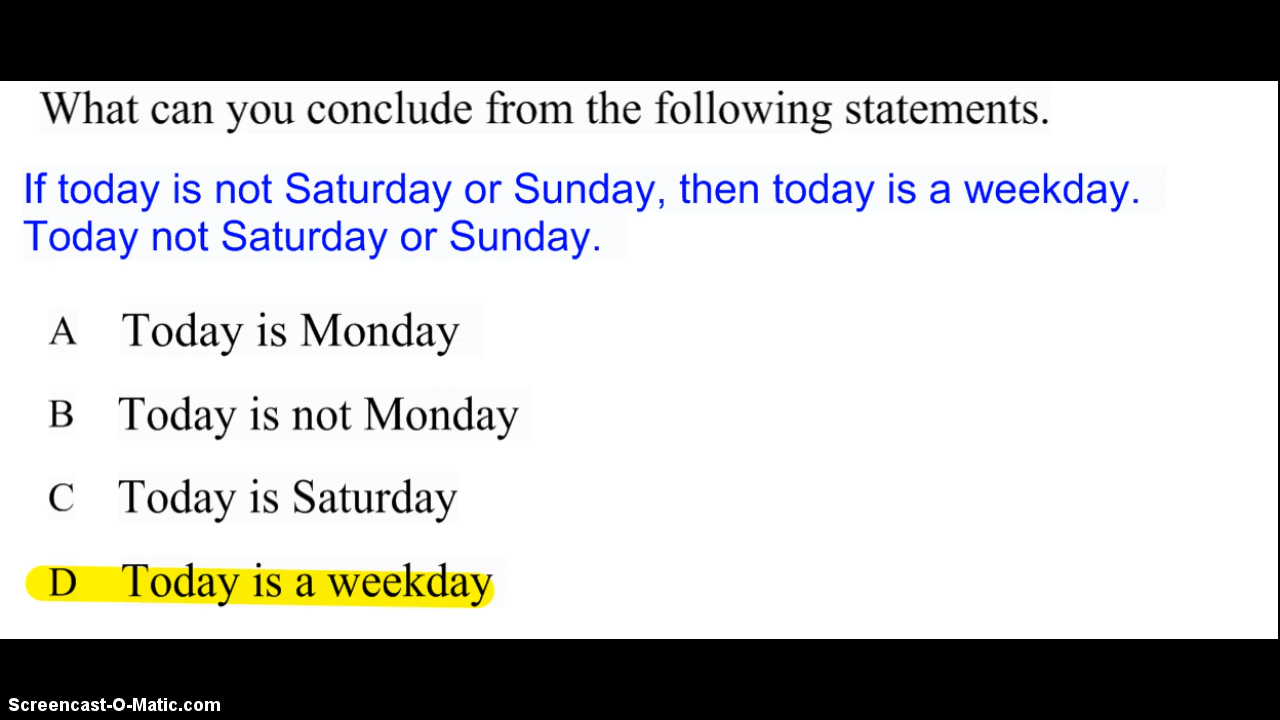 What can you conclude from the following statements.
If today is not Saturday or Sunday, then today is a weekday.
Today not Saturday or Sunday.
A Today is Monday
B Today is not Monday
C Today is Saturday
D Today is a weekday
Screencast-O-Matic.com